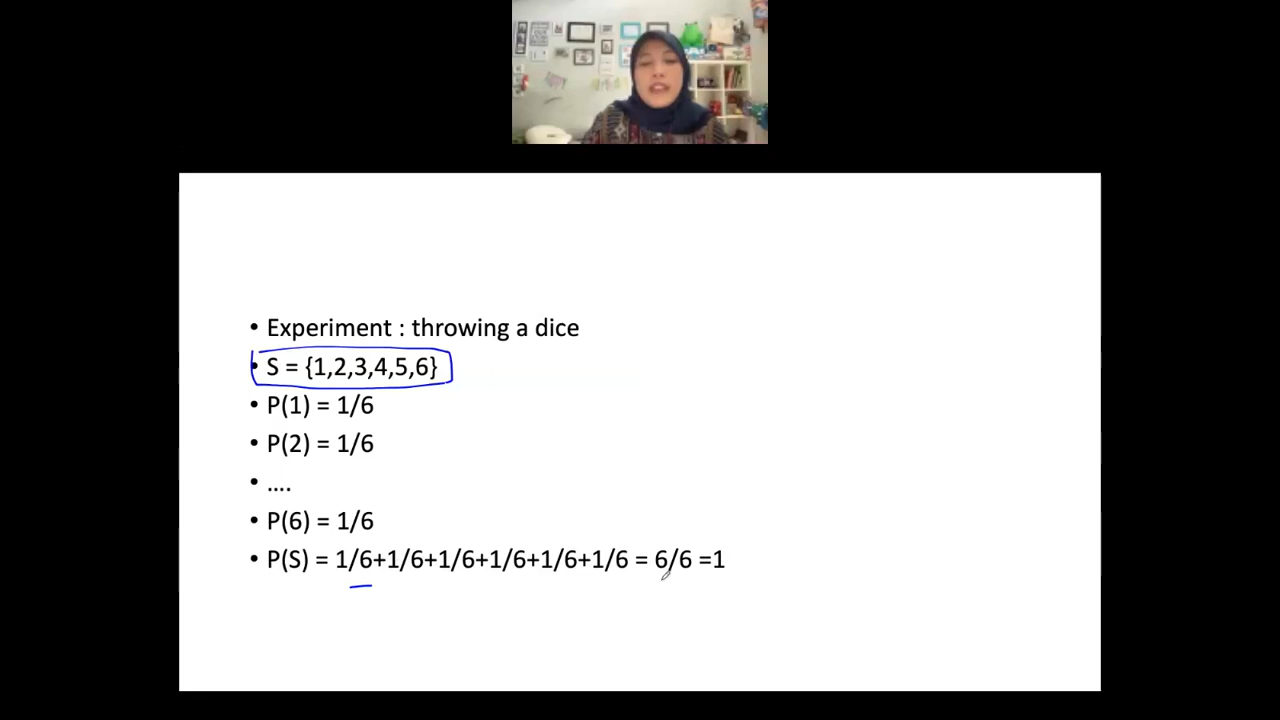 • Experiment : throwing a dice
• S = {1,2,3,4,5,6}
• P(1) = 1/6
• P(2) = 1/6
• ....
• P(6) = 1/6
• P(S) = 1/6+1/6+1/6+1/6+1/6+1/6 = 6/6 =1